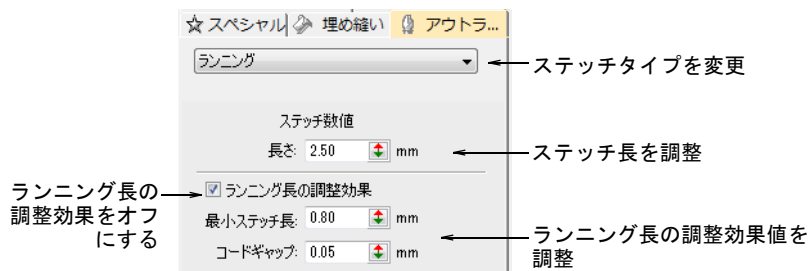 スペシャル 埋め縫い アウトラ...
ランニング
ステッチタイプを変更
ステッチ数値
長さ: 2.50 mm
ステッチ長を調整
ランニング長の
調整効果をオフ
にする
ランニング長の調整効果
最小ステッチ長: 0.80 mm
コードギャップ: 0.05 mm
ランニング長の調整効果値を
調整